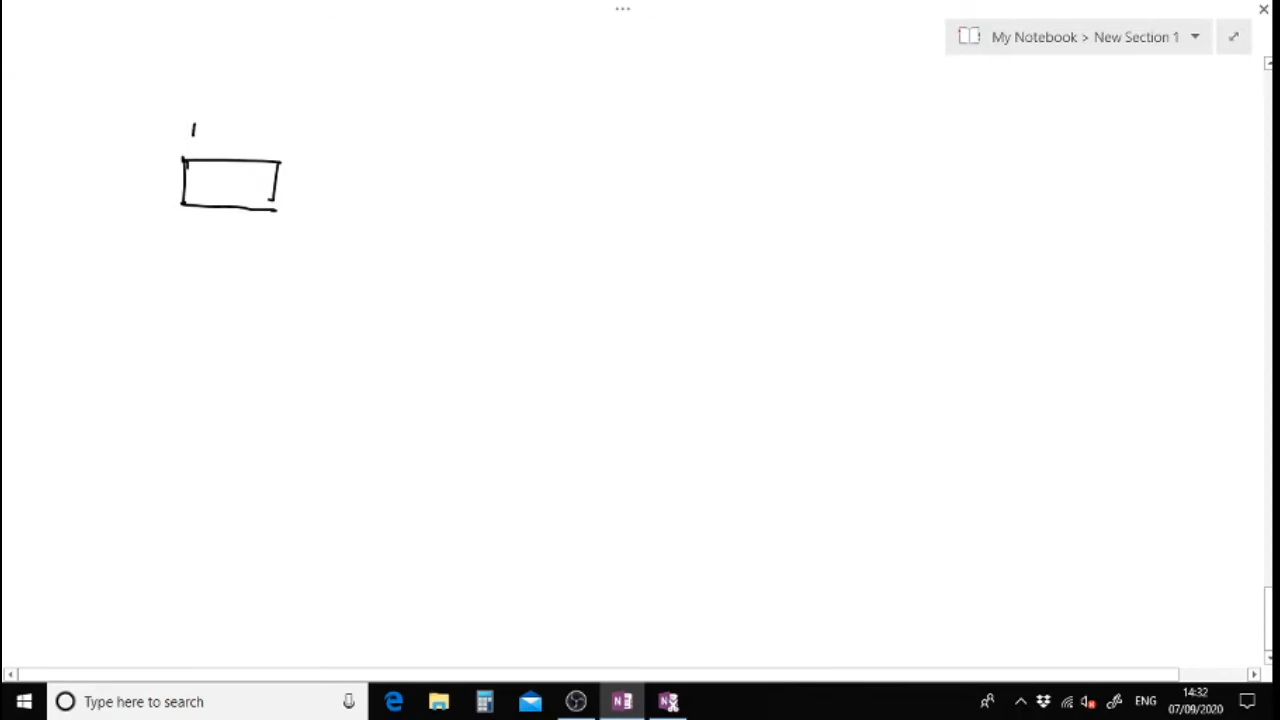 My Notebook > New Section 1
Type here to search
ENG
14:32
07/09/2020